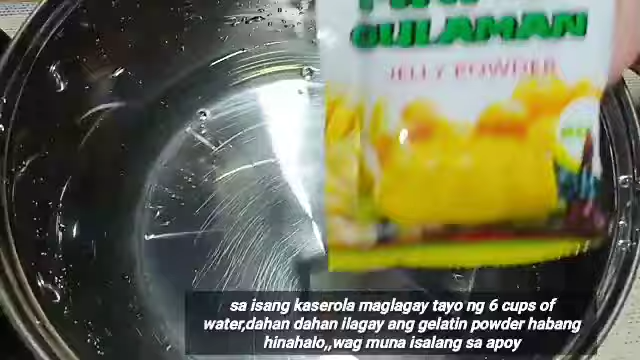 GULAMAN
JELLY POWDER
sa isang kaserola maglagay tayo ng 6 cups of
water,dahan dahan ilagay ang gelatin powder habang
hinahalo,,wag muna isalang sa apoy